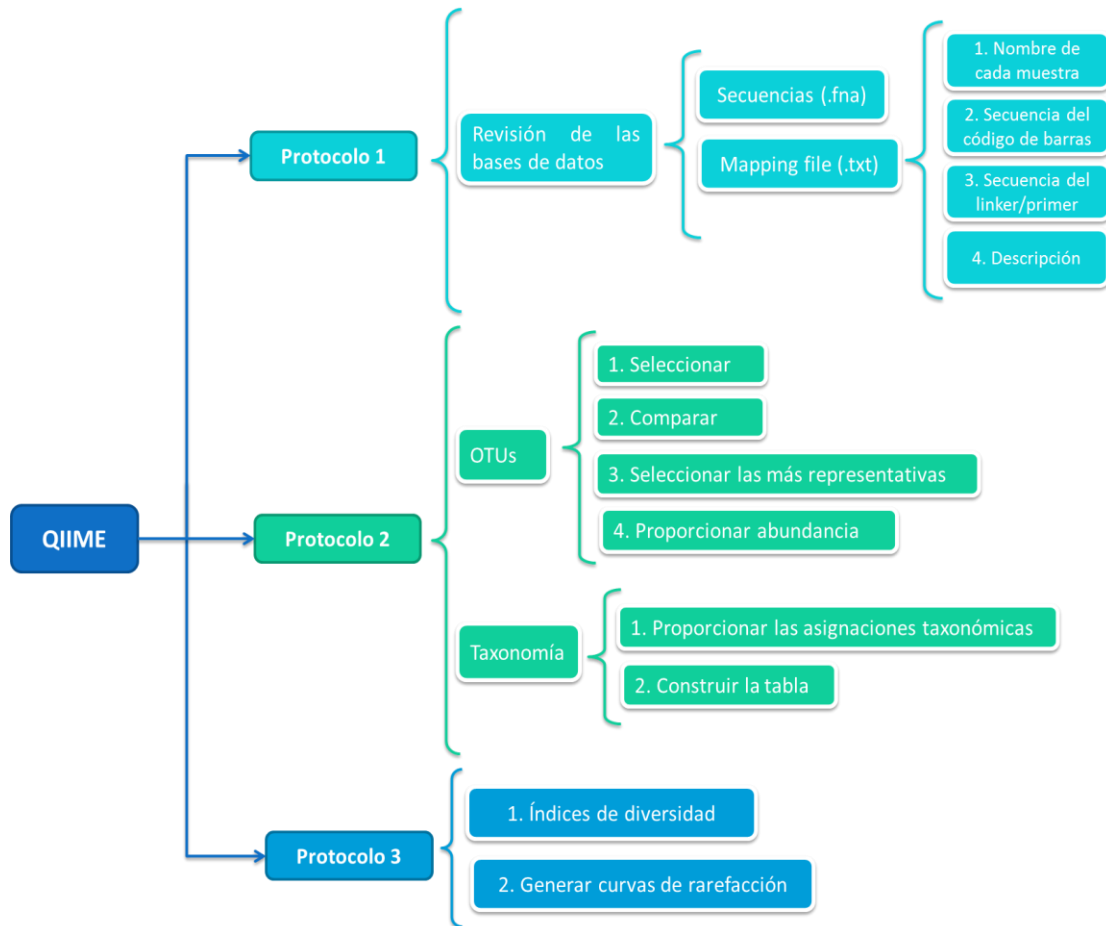 QIIME
Protocolo 1
Revisión de las
bases de datos
Secuencias (.fna)
Mapping file (.txt)
1. Nombre de
cada muestra
2. Secuencia del
código de barras
3. Secuencia del
linker/primer
4. Descripción
Protocolo 2
OTUs
1. Seleccionar
2. Comparar
3. Seleccionar las más representativas
4. Proporcionar abundancia
Taxonomía
1. Proporcionar las asignaciones taxonómicas
2. Construir la tabla
Protocolo 3
1. Índices de diversidad
2. Generar curvas de rarefacción